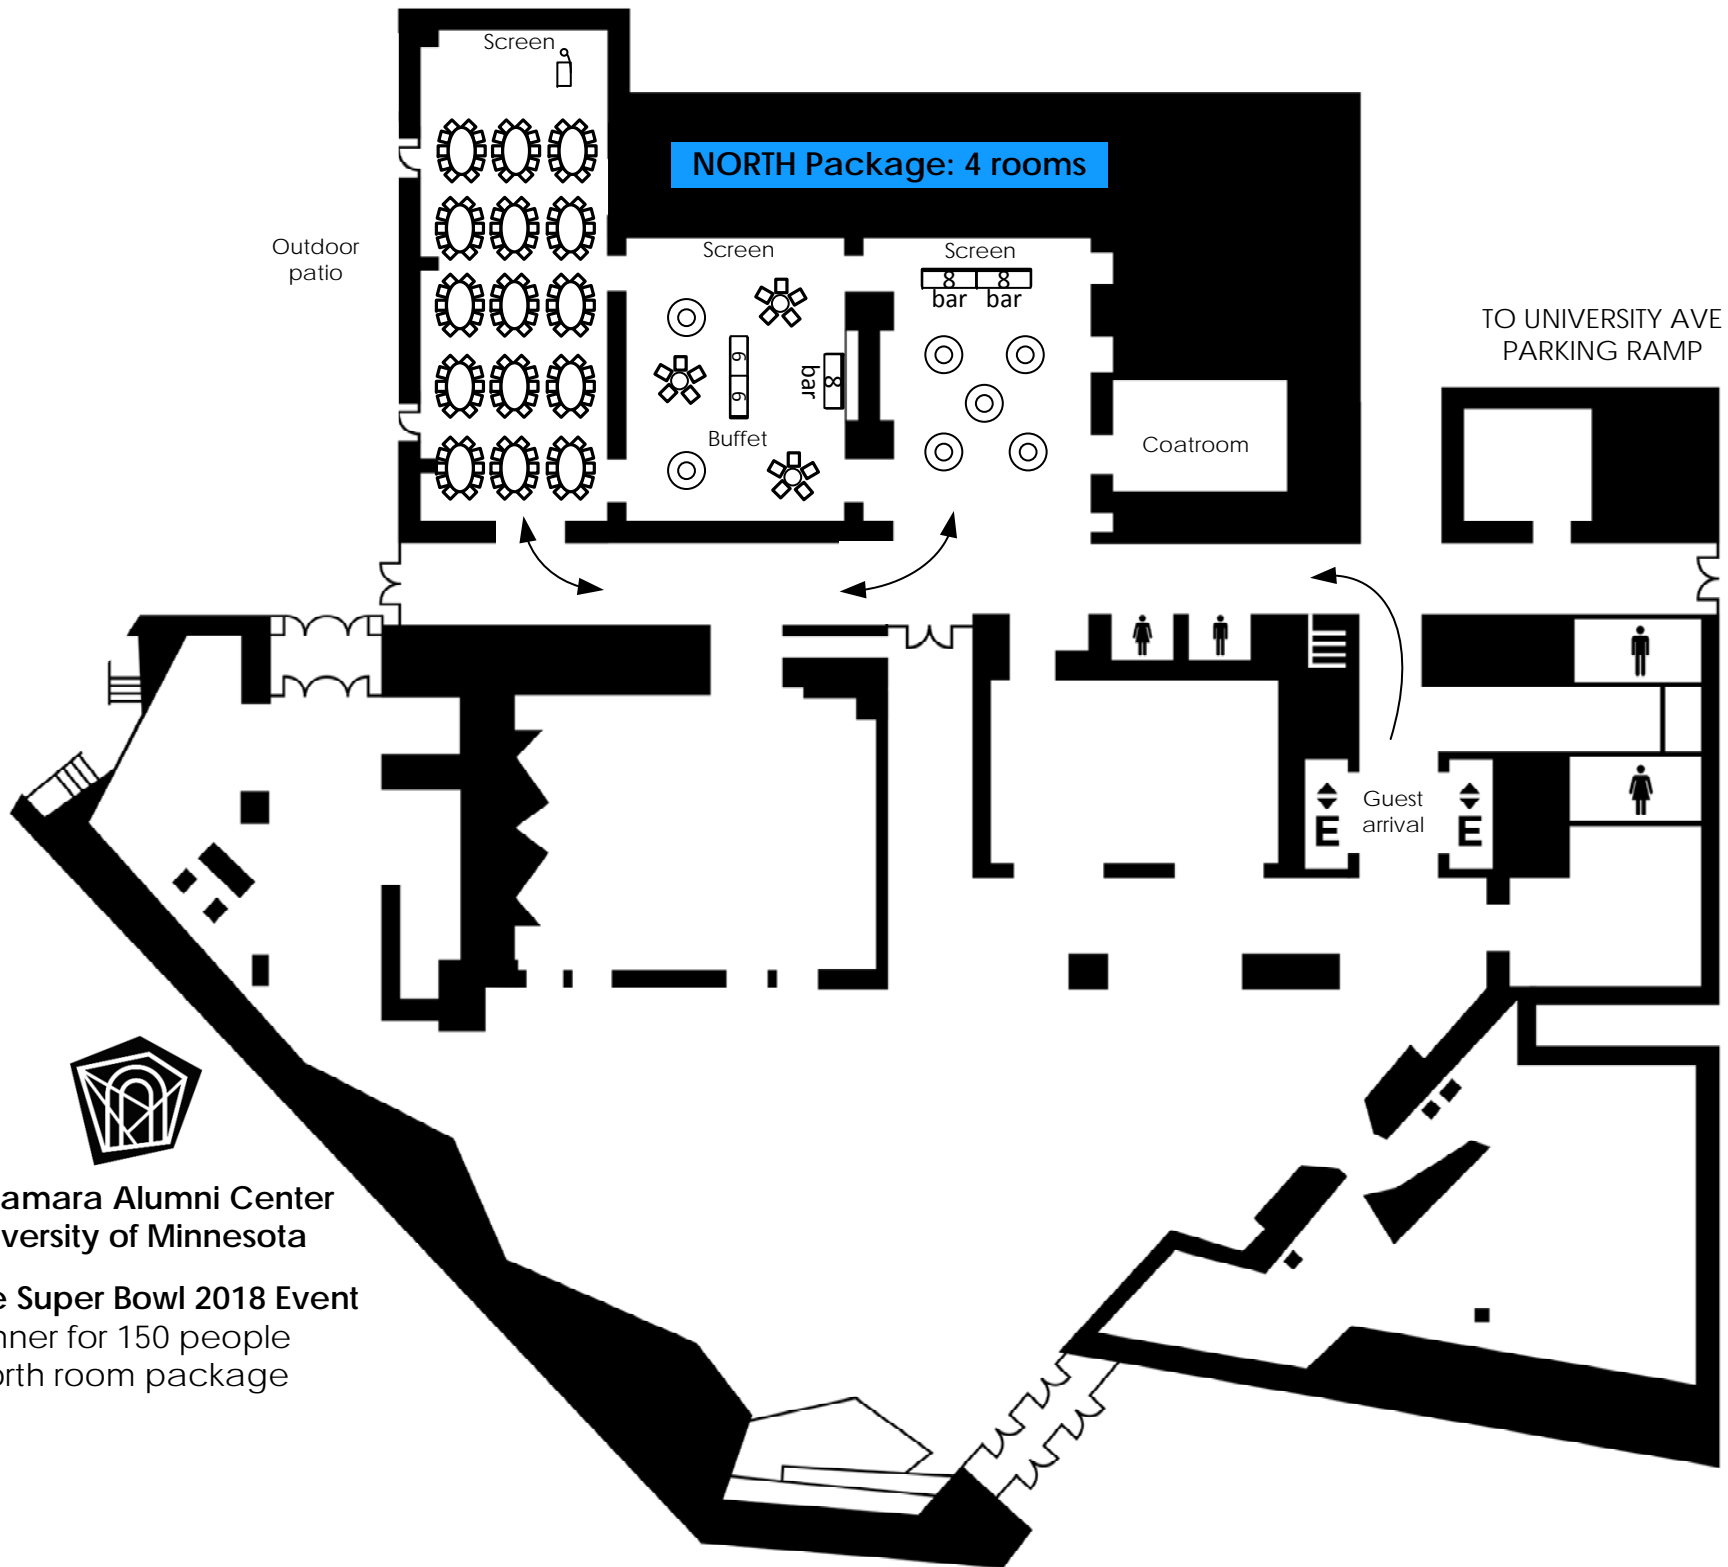 Screen
NORTH Package: 4 rooms
Outdoor
patio
Screen
Screen
8 8
bar bar
TO UNIVERSITY AVE
PARKING RAMP
6
6
8
bar
Buffet
Coatroom
Guest
arrival
E
E
amara Alumni Center
versity of Minnesota
e Super Bowl 2018 Event
nner for 150 people
orth room package